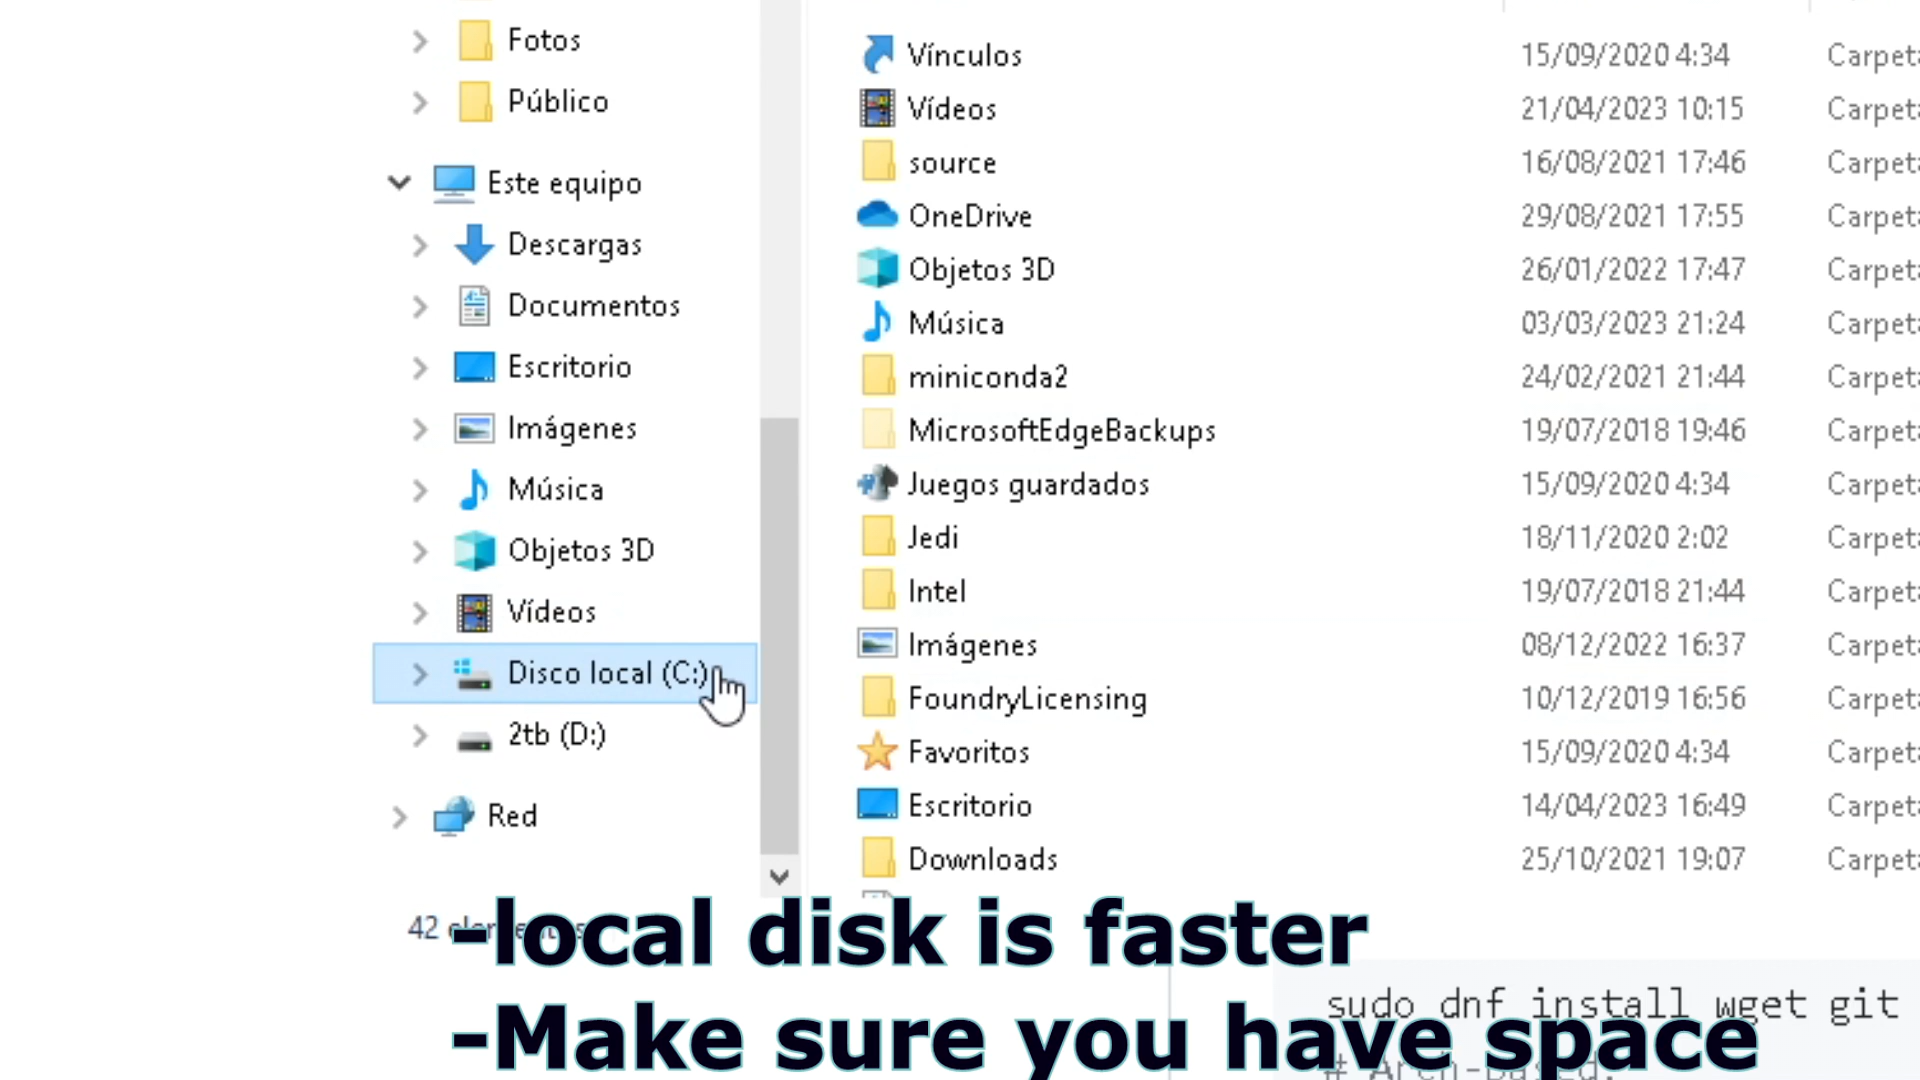 Fotos
Público
Este equipo
Descargas
Documentos
Escritorio
Imágenes
Música
Objetos 3D
Vídeos
Disco local (C:)
2tb (D:)
Red
Vínculos 15/09/2020 4:34 Carpeta
Vídeos 21/04/2023 10:15 Carpeta
source 16/08/2021 17:46 Carpeta
OneDrive 29/08/2021 17:55 Carpeta
Objetos 3D 26/01/2022 17:47 Carpeta
Música 03/03/2023 21:24 Carpeta
miniconda2 24/02/2021 21:44 Carpeta
MicrosoftEdgeBackups 19/07/2018 19:46 Carpeta
Juegos guardados 15/09/2020 4:34 Carpeta
Jedi 18/11/2020 2:02 Carpeta
Intel 19/07/2018 21:44 Carpeta
Imágenes 08/12/2022 16:37 Carpeta
FoundryLicensing 10/12/2019 16:56 Carpeta
Favoritos 15/09/2020 4:34 Carpeta
Escritorio 14/04/2023 16:49 Carpeta
Downloads 25/10/2021 19:07 Carpeta
42 elementos
-local disk is faster
sudo dnf install wget git
-Make sure you have space
# Arch-based: